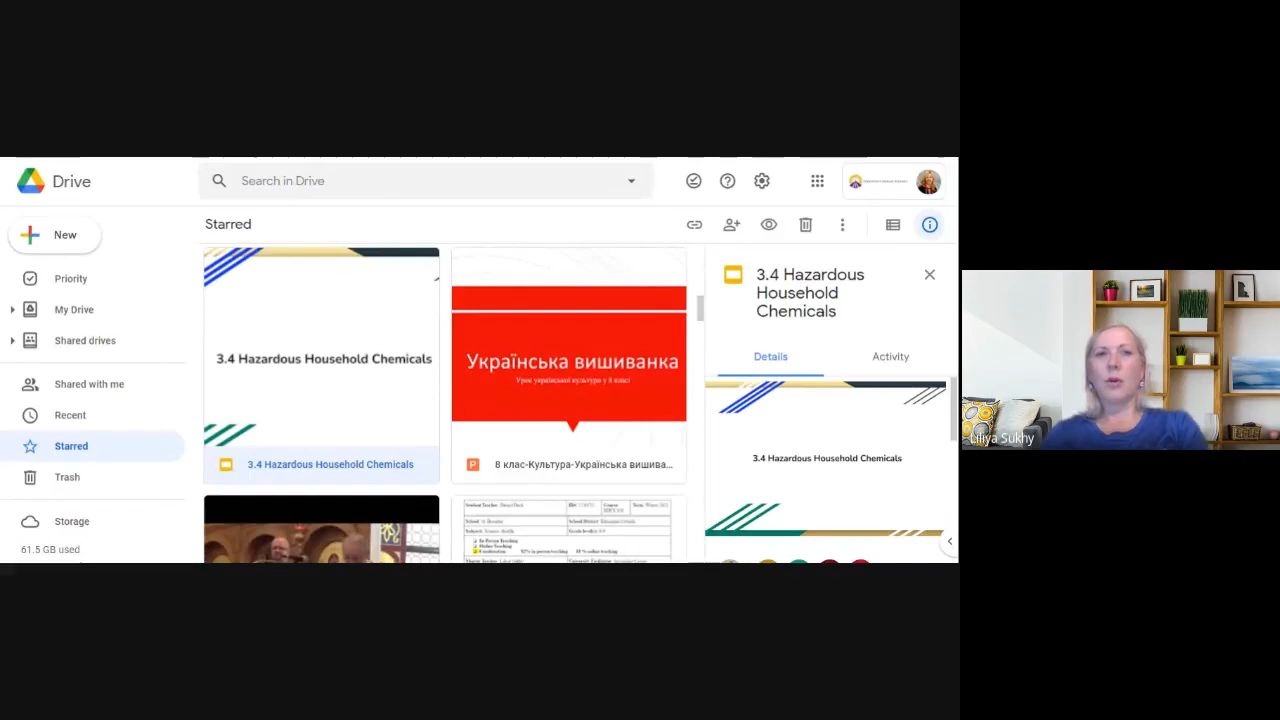 Drive
Search in Drive
New
Starred
Priority
My Drive
Shared drives
Shared with me
Recent
Starred
Trash
Storage
61.5 GB used
3.4 Hazardous Household Chemicals
3.4 Hazardous Household Chemicals
Українська вишиванка
Урок української культури у 8 класі
8 клас-Культура-Українська вишива...
3.4 Hazardous
Household
Chemicals
Details
Activity
3.4 Hazardous Household Chemicals
Liliya Sukhy